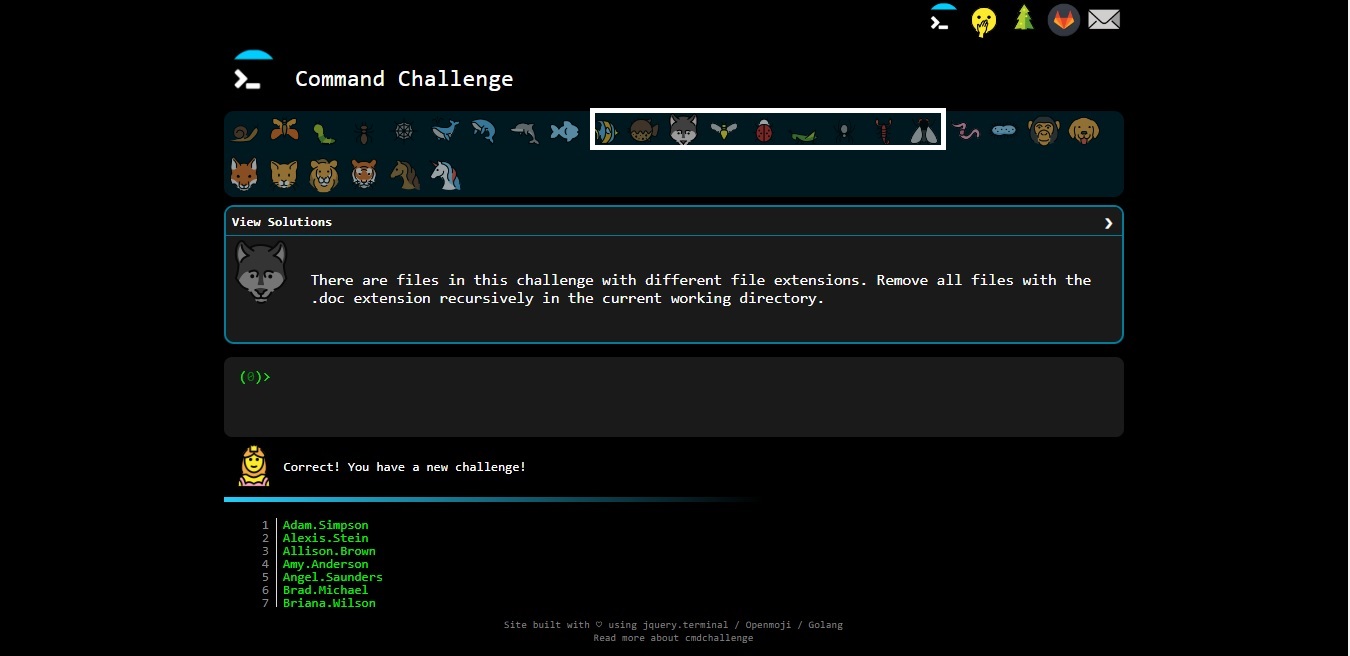 Command Challenge
View Solutions
There are files in this challenge with different file extensions. Remove all files with the
.doc extension recursively in the current working directory.
(0)>
Correct! You have a new challenge!
1 Adam.Simpson
2 Alexis.Stein
3 Allison.Brown
4 Amy.Anderson
5 Angel.Saunders
6 Brad.Michael
7 Briana.Wilson
Site built with ♡ using jquery.terminal / Openmoji / Golang
Read more about cmdchallenge